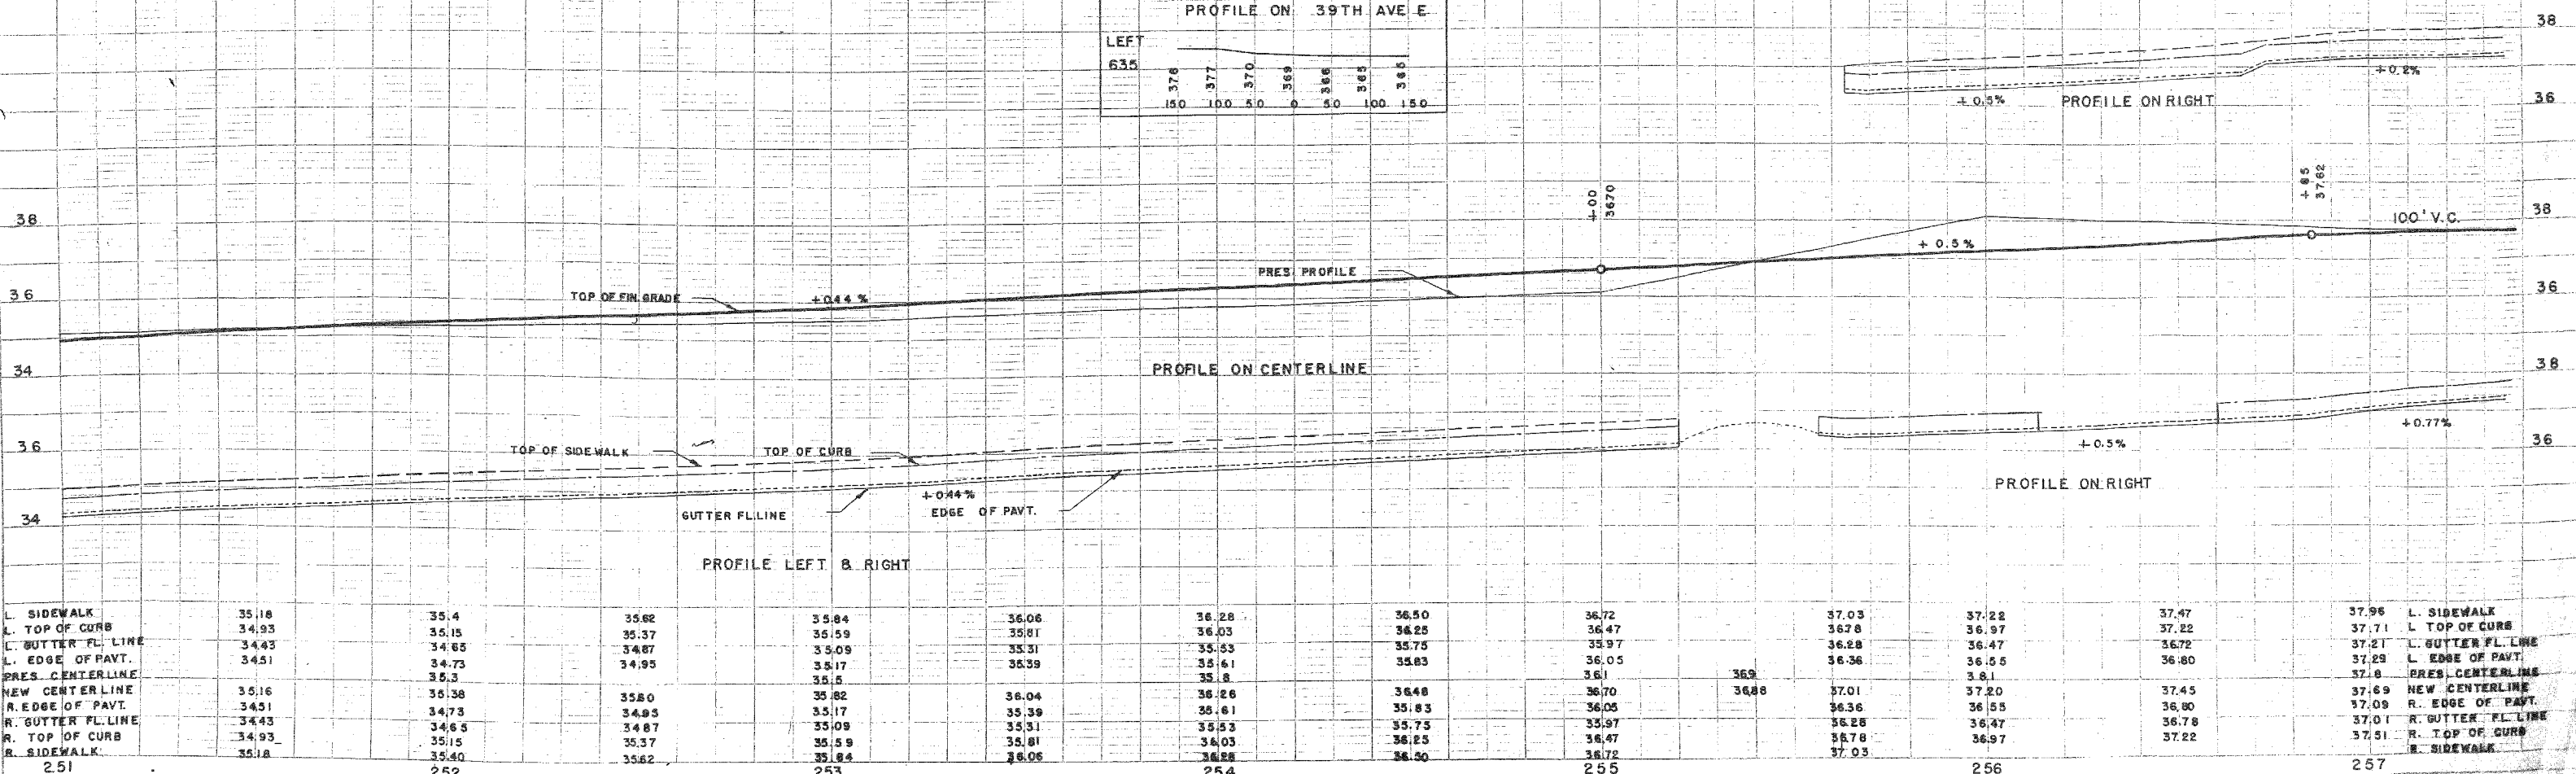 PROFILE ON 39TH AVE E
LEFT
635
376 377 370 369 366 365 365
150 100 50 0 50 100 150
38
+0.2%
+0.5% PROFILE ON RIGHT 36
+00
3670
+85
37.62
38 100' V.C. 38
+0.5%
PRES. PROFILE
36 TOP OF FIN. GRADE +0.44 % 36
34 PROFILE ON CENTERLINE 38
+0.77%
36 TOP OF SIDEWALK TOP OF CURB +0.5% 36
+0.44%
PROFILE ON RIGHT
34 GUTTER FL.LINE EDGE OF PAVT.
PROFILE LEFT & RIGHT
L. SIDEWALK 35.18 35.4 35.62 35.84 36.06 36.28 36.50 36.72 37.03 37.22 37.47 37.96 L. SIDEWALK
L. TOP OF CURB 34.93 35.15 35.37 35.59 35.81 36.03 36.25 36.47 36.78 36.97 37.22 37.71 L TOP OF CURB
L. GUTTER FL. LINE 34.43 34.65 34.87 35.09 35.31 35.53 35.75 35.97 36.28 36.47 36.72 37.21 L. GUTTER FL. LINE
L. EDGE OF PAVT. 34.51 34.73 34.95 35.17 35.39 35.61 35.83 36.05 36.36 36.55 36.80 37.29 L EDGE OF PAVT.
PRES. CENTERLINE 35.3 35.5 35.8 36.1 36.9 38.1 37.8 PRES. CENTERLINE
NEW CENTERLINE 35.16 35.38 35.60 35.82 36.04 36.26 36.48 36.70 36.88 37.01 37.20 37.45 37.69 NEW CENTERLINE
R. EDGE OF PAVT. 34.51 34.73 34.95 35.17 35.39 35.61 35.83 36.05 36.36 36.55 36.80 37.09 R. EDGE OF PAVT.
R. GUTTER FL. LINE 34.43 34.65 34.87 35.09 35.31 35.53 35.75 35.97 36.28 36.47 36.78 37.01 R. GUTTER FL. LINE
R. TOP OF CURB 34.93 35.15 35.37 35.59 35.81 36.03 36.25 36.47 36.78 36.97 37.22 37.51 R. TOP OF CURB
R. SIDEWALK 35.18 35.40 35.62 35.84 36.06 36.28 36.50 36.72 37.03 R. SIDEWALK
251 252 253 254 255 256 257